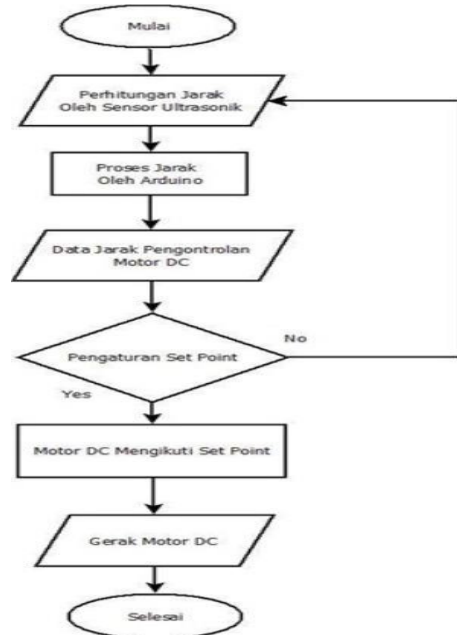 Mulai
Perhitungan Jarak
Oleh Sensor Ultrasonik
Proses Jarak
Oleh Arduino
Data Jarak Pengontrolan
Motor DC
Pengaturan Set Point
No
Yes
Motor DC Mengikuti Set Point
Gerak Motor DC
Selesai